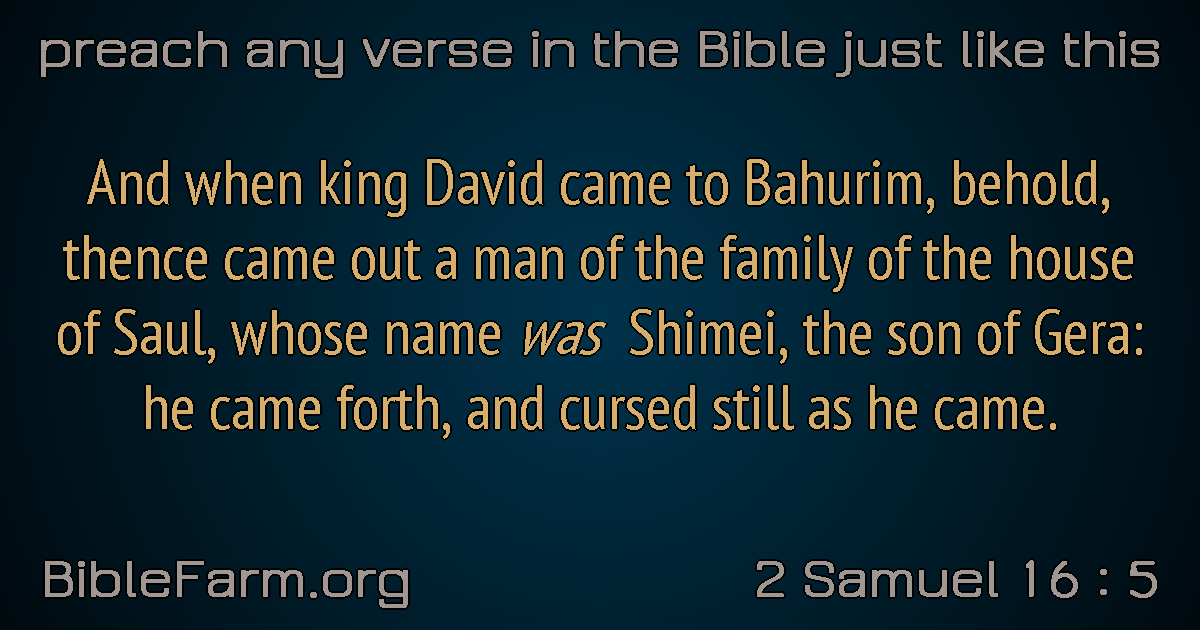 preach any verse in the Bible just like this
And when king David came to Bahurim, behold,
thence came out a man of the family of the house
of Saul, whose name was Shimei, the son of Gera:
he came forth, and cursed still as he came.
BibleFarm.org
2 Samuel 16 : 5